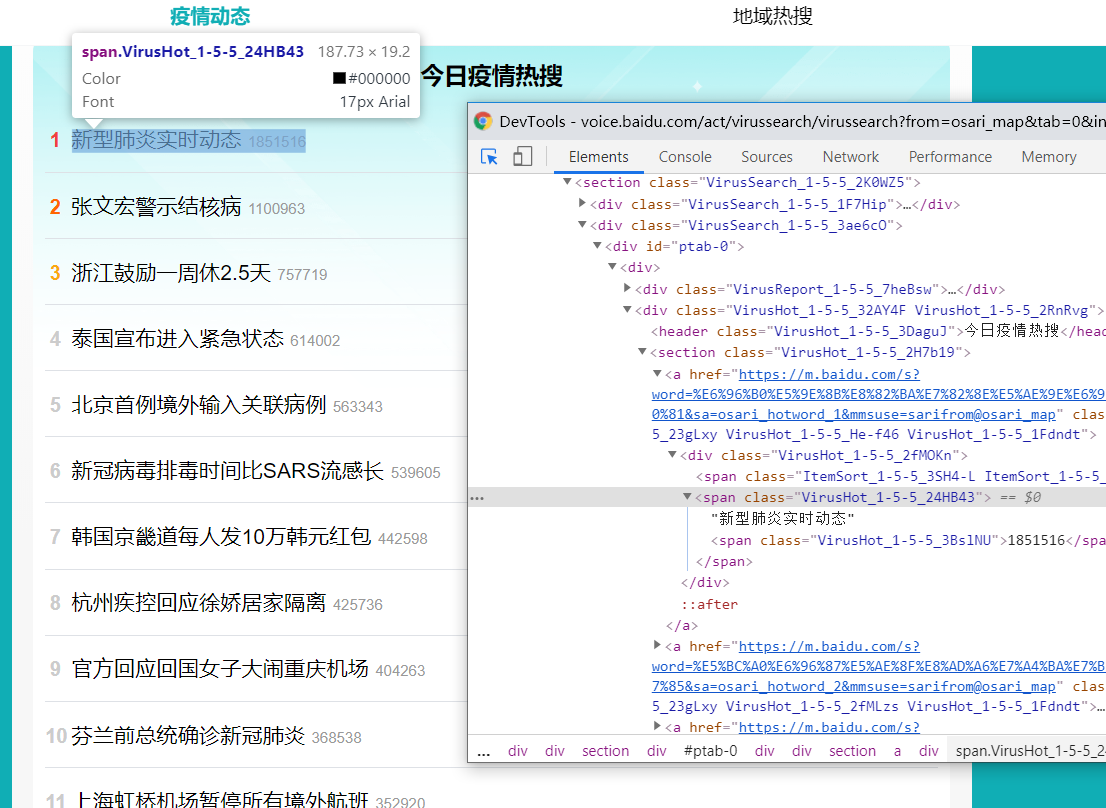 疫情动态 地域热搜
span.VirusHot_1-5-5_24HB43 187.73 × 19.2
Color #000000
Font 17px Arial
今日疫情热搜
1 新型肺炎实时动态 1851516
2 张文宏警示结核病 1100963
3 浙江鼓励一周休2.5天 757719
4 泰国宣布进入紧急状态 614002
5 北京首例境外输入关联病例 563343
6 新冠病毒排毒时间比SARS流感长 539605
7 韩国京畿道每人发10万韩元红包 442598
8 杭州疾控回应徐娇居家隔离 425736
9 官方回应回国女子大闹重庆机场 404263
10 芬兰前总统确诊新冠肺炎 368538
11 上海虹桥机场暂停所有境外航班 352920
DevTools - voice.baidu.com/act/virussearch/virussearch?from=osari_map&tab=0&in
Elements Console Sources Network Performance Memory
<section class="VirusSearch_1-5-5_2K0WZ5">
<div class="VirusSearch_1-5-5_1F7Hip">…</div>
<div class="VirusSearch_1-5-5_3ae6cO">
<div id="ptab-0">
<div>
<div class="VirusReport_1-5-5_7heBsw">…</div>
<div class="VirusHot_1-5-5_32AY4F VirusHot_1-5-5_2RnRvg">
<header class="VirusHot_1-5-5_3DaguJ">今日疫情热搜</head
<section class="VirusHot_1-5-5_2H7b19">
<a href="https://m.baidu.com/s?
word=%E6%96%B0%E5%9E%8B%E8%82%BA%E7%82%8E%E5%AE%9E%E6%9
0%81&sa=osari_hotword_1&mmsuse=sarifrom@osari_map" clas
5_23gLxy VirusHot_1-5-5_He-f46 VirusHot_1-5-5_1Fdndt">
<div class="VirusHot_1-5-5_2fMOKn">
<span class="ItemSort_1-5-5_3SH4-L ItemSort_1-5-5_
… <span class="VirusHot_1-5-5_24HB43"> == $0
"新型肺炎实时动态"
<span class="VirusHot_1-5-5_3BslNU">1851516</spa
</span>
</div>
::after
</a>
<a href="https://m.baidu.com/s?
word=%E5%BC%A0%E6%96%87%E5%AE%8F%E8%AD%A6%E7%A4%BA%E7%B
7%85&sa=osari_hotword_2&mmsuse=sarifrom@osari_map" clas
5_23gLxy VirusHot_1-5-5_2fMLzs VirusHot_1-5-5_1Fdndt">…
<a href="https://m.baidu.com/s?
... div div section div #ptab-0 div div section a div span.VirusHot_1-5-5_2